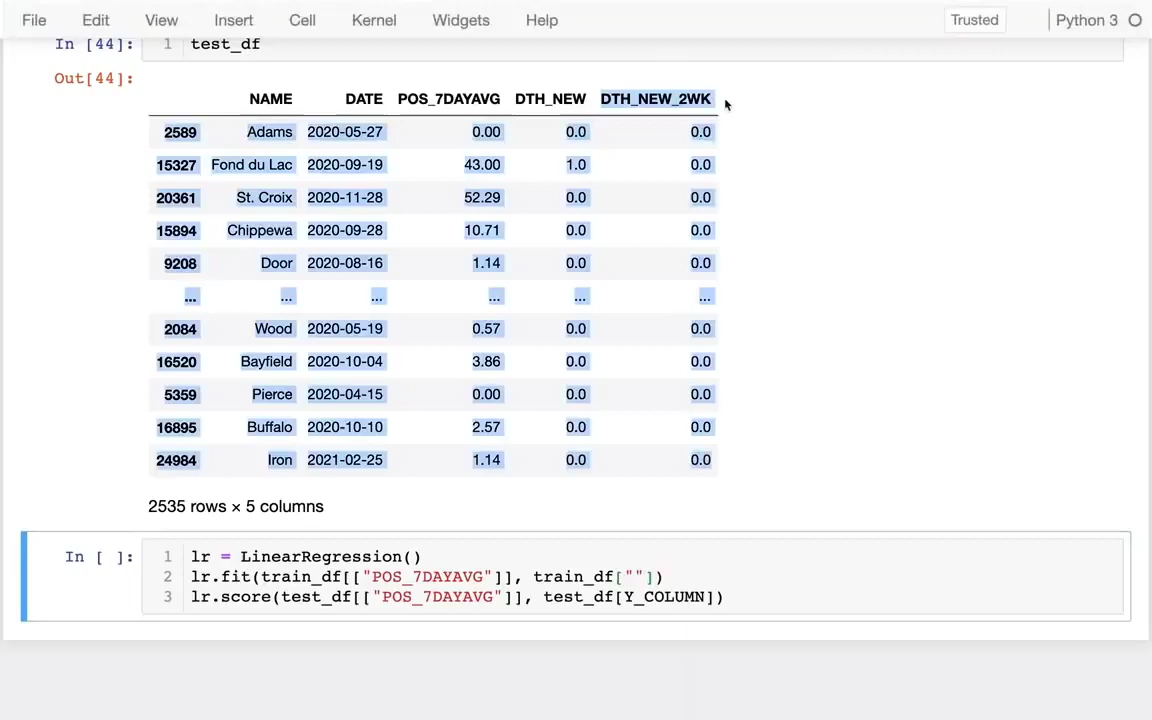 File Edit View Insert Cell Kernel Widgets Help Trusted Python 3
In [44]: 1 test_df
Out[44]:
NAME DATE POS_7DAYAVG DTH_NEW DTH_NEW_2WK
2589 Adams 2020-05-27 0.00 0.0 0.0
15327 Fond du Lac 2020-09-19 43.00 1.0 0.0
20361 St. Croix 2020-11-28 52.29 0.0 0.0
15894 Chippewa 2020-09-28 10.71 0.0 0.0
9208 Door 2020-08-16 1.14 0.0 0.0
... ... ... ... ... ...
2084 Wood 2020-05-19 0.57 0.0 0.0
16520 Bayfield 2020-10-04 3.86 0.0 0.0
5359 Pierce 2020-04-15 0.00 0.0 0.0
16895 Buffalo 2020-10-10 2.57 0.0 0.0
24984 Iron 2021-02-25 1.14 0.0 0.0
2535 rows × 5 columns
In [ ]: 1 lr = LinearRegression()
2 lr.fit(train_df[["POS_7DAYAVG"]], train_df[""])
3 lr.score(test_df[["POS_7DAYAVG"]], test_df[Y_COLUMN])